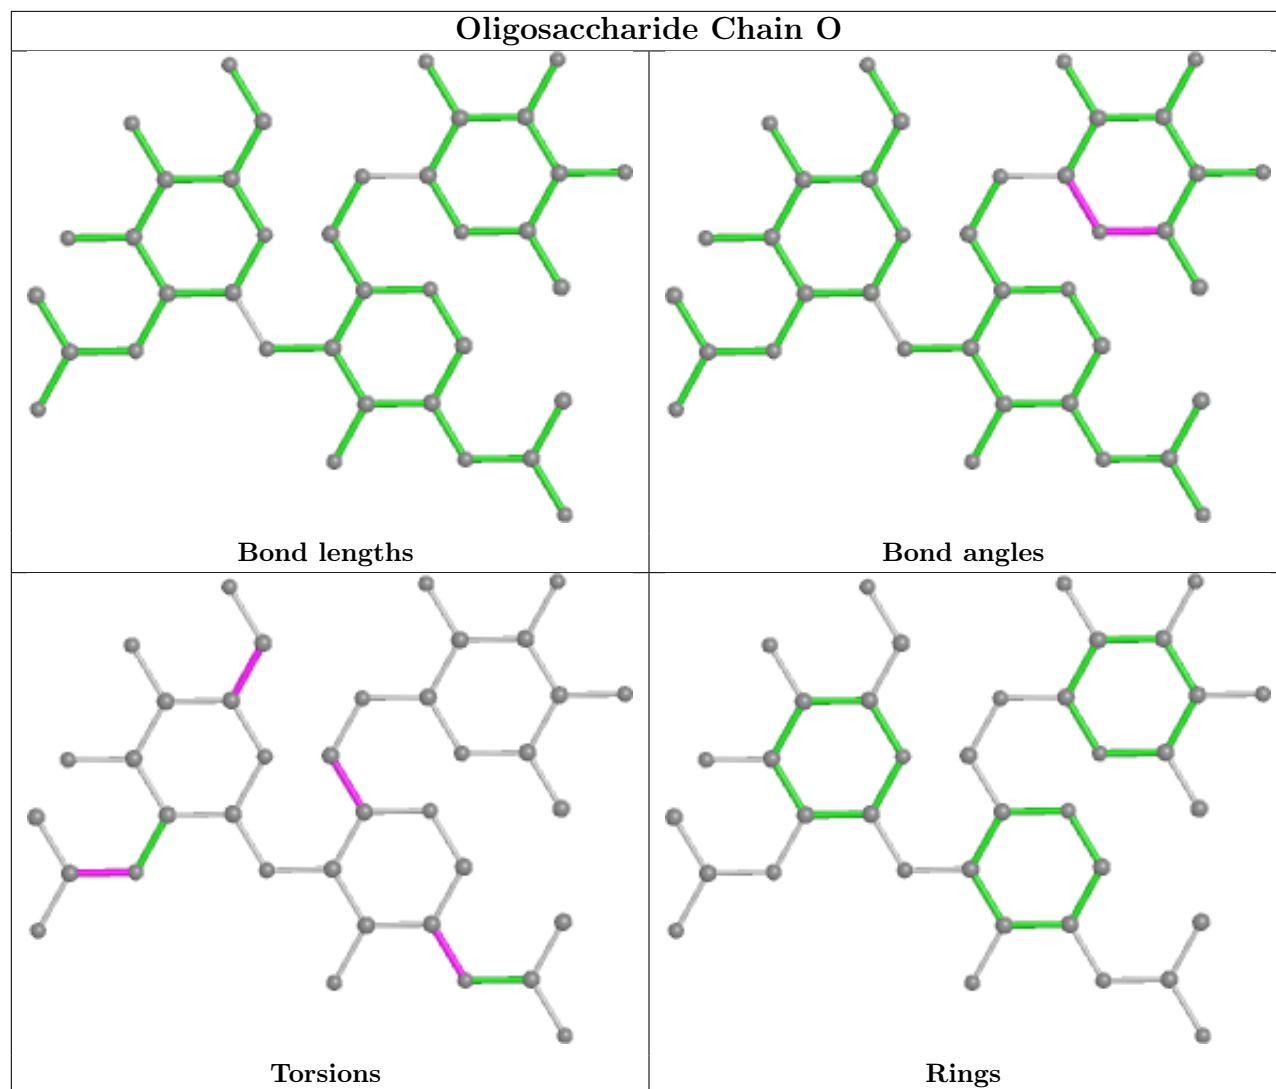 Oligosaccharide Chain O
Bond lengths
Bond angles
Torsions
Rings